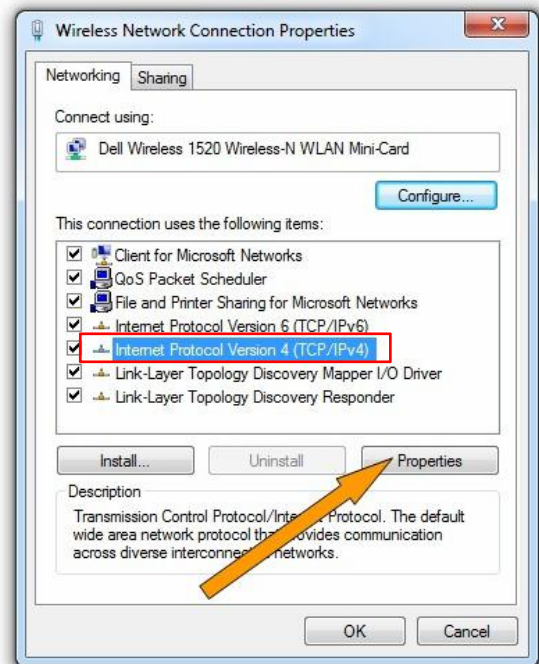 Wireless Network Connection Properties
Networking
Sharing
Connect using:
Dell Wireless 1520 Wireless-N WLAN Mini-Card
Configure...
This connection uses the following items:
Client for Microsoft Networks
QoS Packet Scheduler
File and Printer Sharing for Microsoft Networks
Internet Protocol Version 6 (TCP/IPv6)
Internet Protocol Version 4 (TCP/IPv4)
Link-Layer Topology Discovery Mapper I/O Driver
Link-Layer Topology Discovery Responder
Install...
Uninstall
Properties
Description
Transmission Control Protocol/Internet Protocol. The default
wide area network protocol that provides communication
across diverse interconnected networks.
OK
Cancel